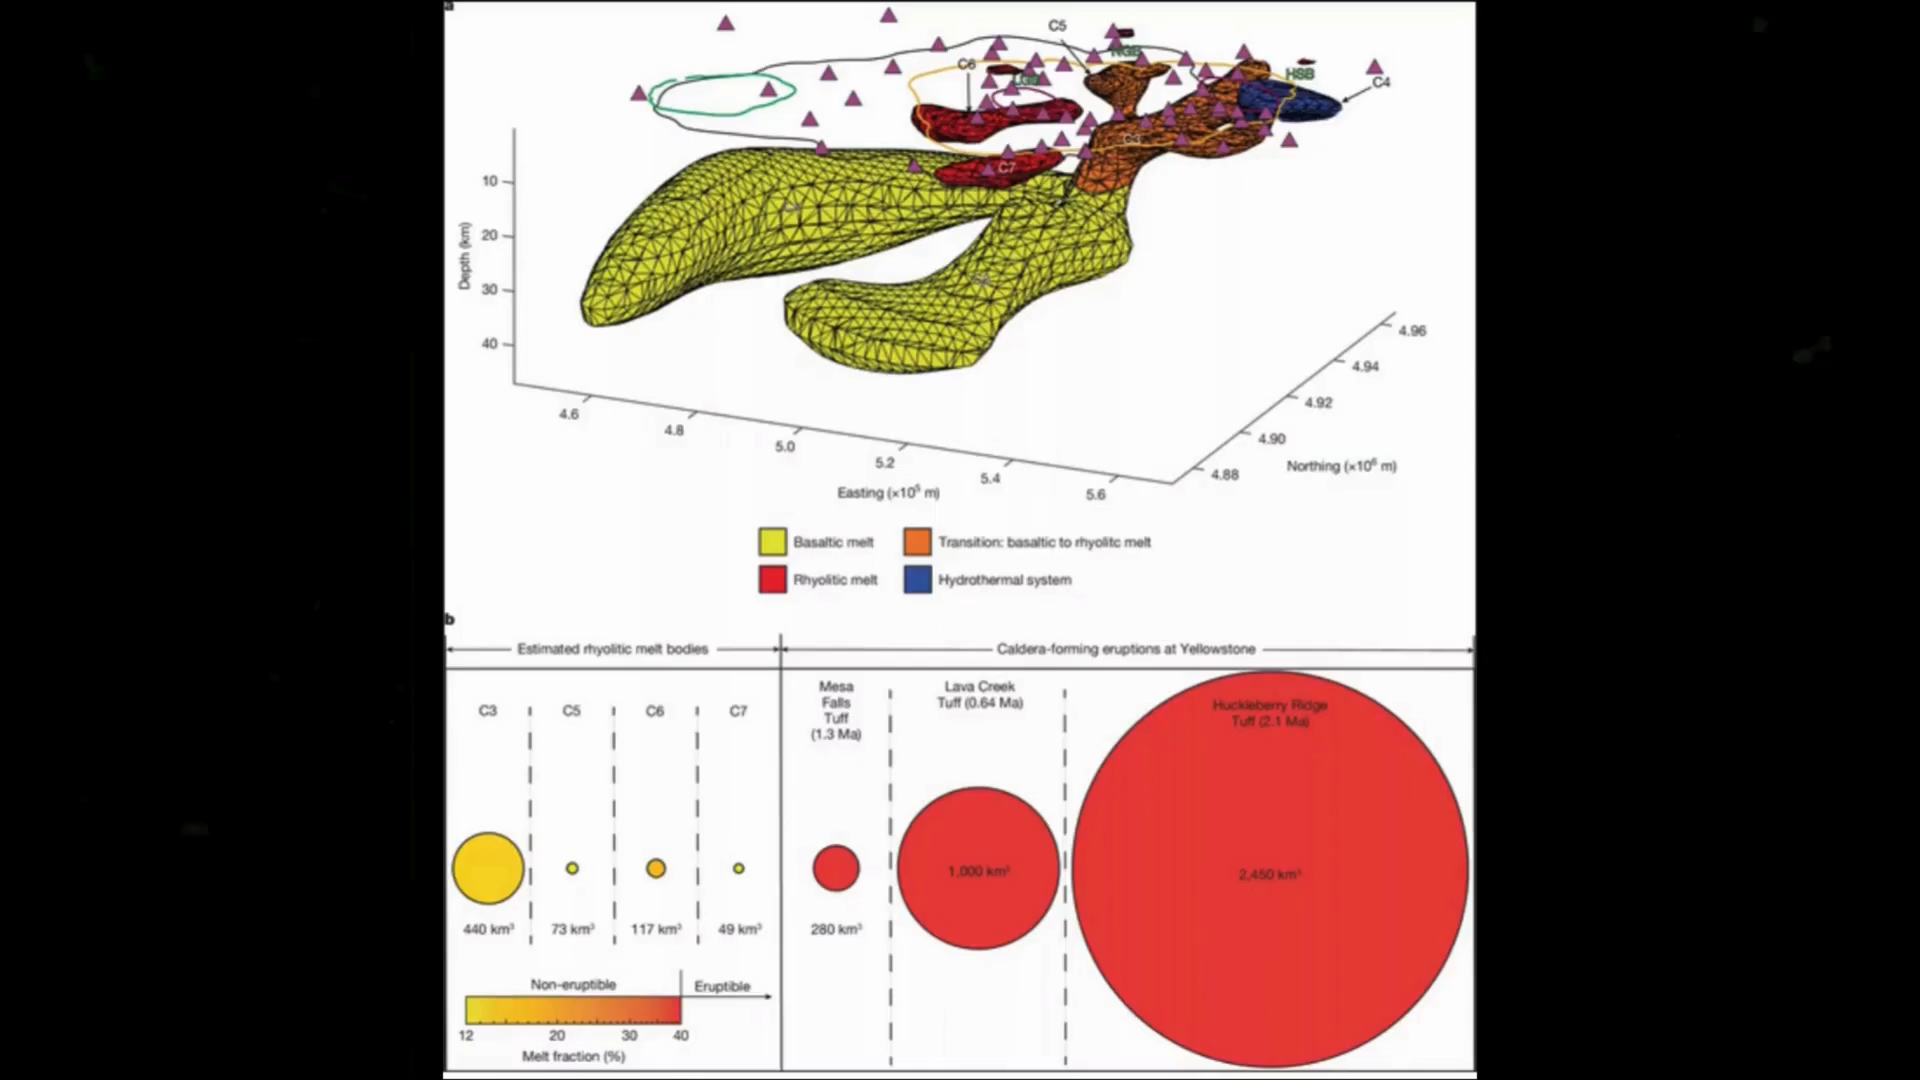 a
C5
NGB
C6
LGB
HSB
C4
C3
C7
10
20
30
40
Depth (km)
4.6
4.8
5.0
5.2
5.4
5.6
Easting (×10⁵ m)
4.88
4.90
4.92
4.94
4.96
Northing (×10⁶ m)
Basaltic melt
Transition: basaltic to rhyolitc melt
Rhyolitic melt
Hydrothermal system
b
Estimated rhyolitic melt bodies
Caldera-forming eruptions at Yellowstone
C3
C5
C6
C7
Mesa
Falls
Tuff
(1.3 Ma)
Lava Creek
Tuff (0.64 Ma)
Huckleberry Ridge
Tuff (2.1 Ma)
440 km³
73 km³
117 km³
49 km³
280 km³
1,000 km³
2,450 km³
Non-eruptible
Eruptible
12
20
30
40
Melt fraction (%)